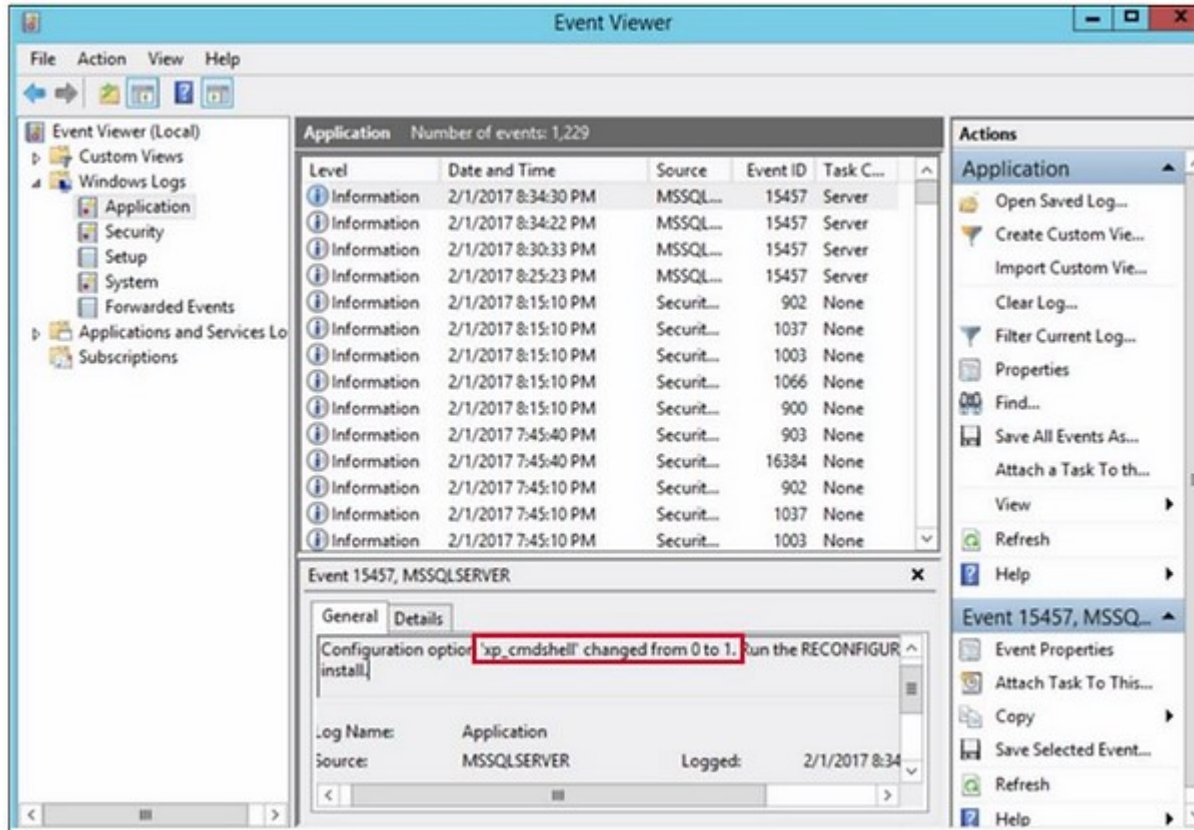 Event Viewer
File Action View Help
Event Viewer (Local)
Custom Views
Windows Logs
Application
Security
Setup
System
Forwarded Events
Applications and Services Lo
Subscriptions
Application Number of events: 1,229
Level Date and Time Source Event ID Task C...
Information 2/1/2017 8:34:30 PM MSSQL... 15457 Server
Information 2/1/2017 8:34:22 PM MSSQL... 15457 Server
Information 2/1/2017 8:30:33 PM MSSQL... 15457 Server
Information 2/1/2017 8:25:23 PM MSSQL... 15457 Server
Information 2/1/2017 8:15:10 PM Securit... 902 None
Information 2/1/2017 8:15:10 PM Securit... 1037 None
Information 2/1/2017 8:15:10 PM Securit... 1003 None
Information 2/1/2017 8:15:10 PM Securit... 1066 None
Information 2/1/2017 8:15:10 PM Securit... 900 None
Information 2/1/2017 7:45:40 PM Securit... 903 None
Information 2/1/2017 7:45:40 PM Securit... 16384 None
Information 2/1/2017 7:45:10 PM Securit... 902 None
Information 2/1/2017 7:45:10 PM Securit... 1037 None
Information 2/1/2017 7:45:10 PM Securit... 1003 None
Event 15457, MSSQLSERVER
General Details
Configuration option 'xp_cmdshell' changed from 0 to 1. Run the RECONFIGUR
install.
Log Name: Application
Source: MSSQLSERVER Logged: 2/1/2017 8:34
Actions
Application
Open Saved Log...
Create Custom Vie...
Import Custom Vie...
Clear Log...
Filter Current Log...
Properties
Find...
Save All Events As...
Attach a Task To th...
View
Refresh
Help
Event 15457, MSSQ...
Event Properties
Attach Task To This...
Copy
Save Selected Event...
Refresh
Help